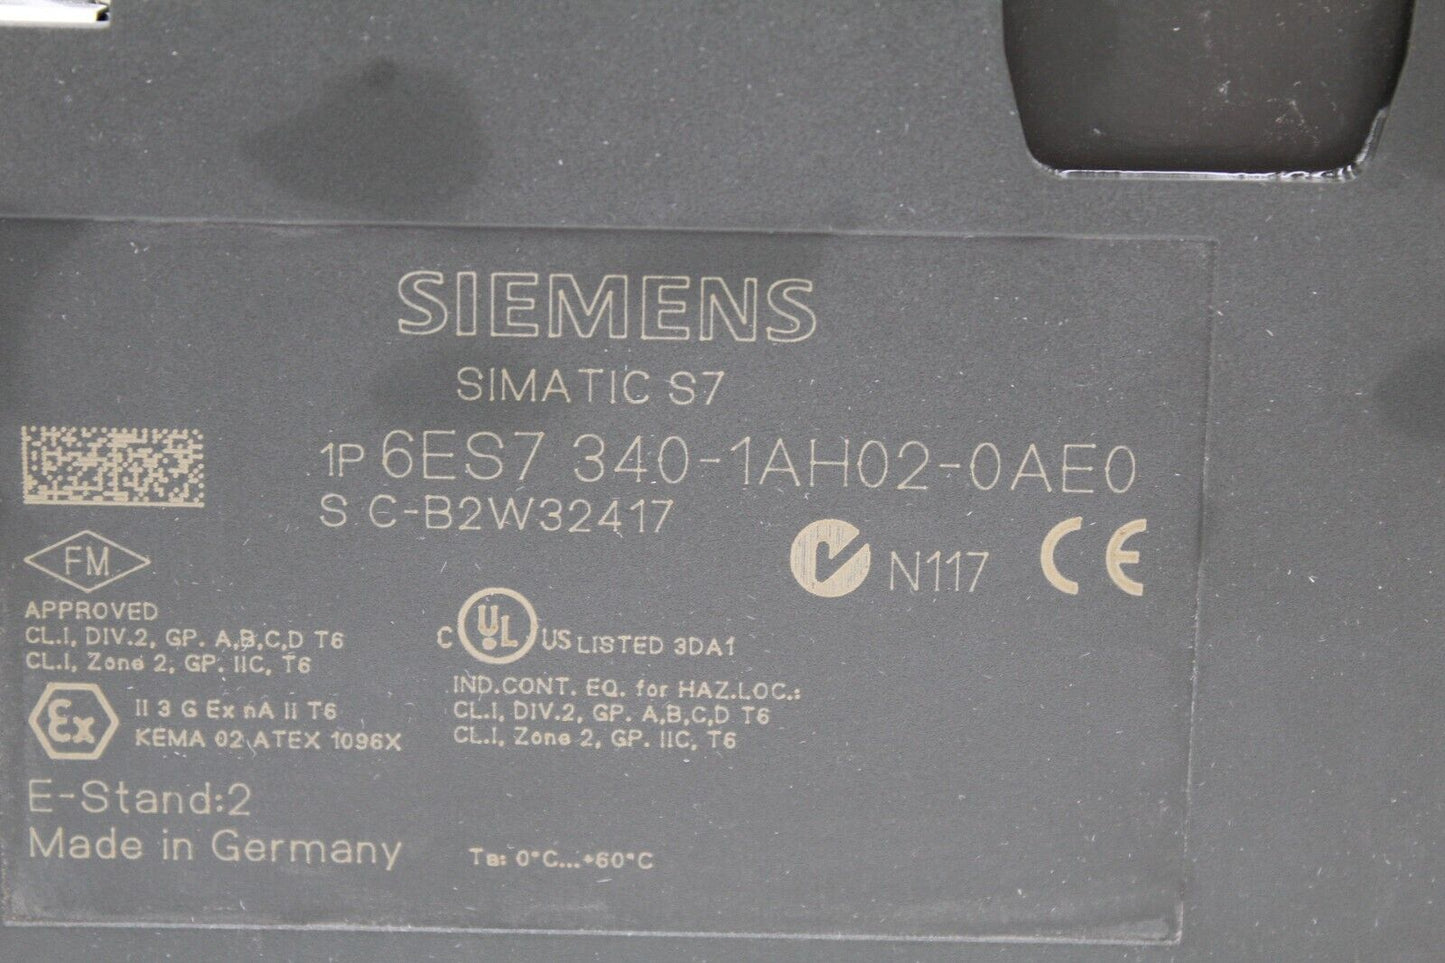 SIEMENS
SIMATIC S7
1P 6ES7 340-1AH02-0AE0
S C-B2W32417
N117 CE
FM
APPROVED
CL.I, DIV.2, GP. A,B,C,D T6
CL.I, Zone 2, GP. IIC, T6
C UL US LISTED 3DA1
IND.CONT. EQ. for HAZ.LOC.:
CL.I, DIV.2, GP. A,B,C,D T6
CL.I, Zone 2, GP. IIC, T6
Ex II 3 G Ex nA II T6
KEMA 02 ATEX 1096X
E-Stand:2
Made in Germany
Ta: 0°C...+60°C